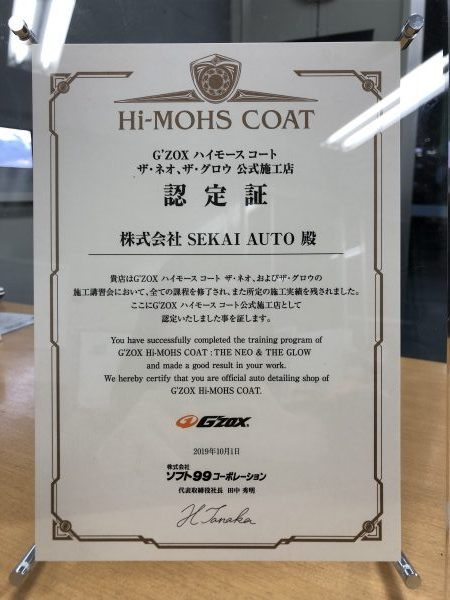 Hi-MOHS COAT
G'ZOX ハイモース コート
ザ・ネオ、ザ・グロウ 公式施工店
認定証
株式会社 SEKAI AUTO 殿
貴店はG'ZOX ハイモース コート ザ・ネオ、およびザ・グロウの
施工講習会において、全ての課程を修了され、また所定の施工実績を残されました。
ここにG'ZOX ハイモース コート公式施工店として
認定いたしました事を証します。
You have successfully completed the training program of
G'ZOX Hi-MOHS COAT : THE NEO & THE GLOW
and made a good result in your work.
We hereby certify that you are official auto detailing shop of
G'ZOX Hi-MOHS COAT.
G'ZOX
2019年10月1日
株式会社
ソフト99コーポレーション
代表取締役社長 田中 秀明
H. Tanaka